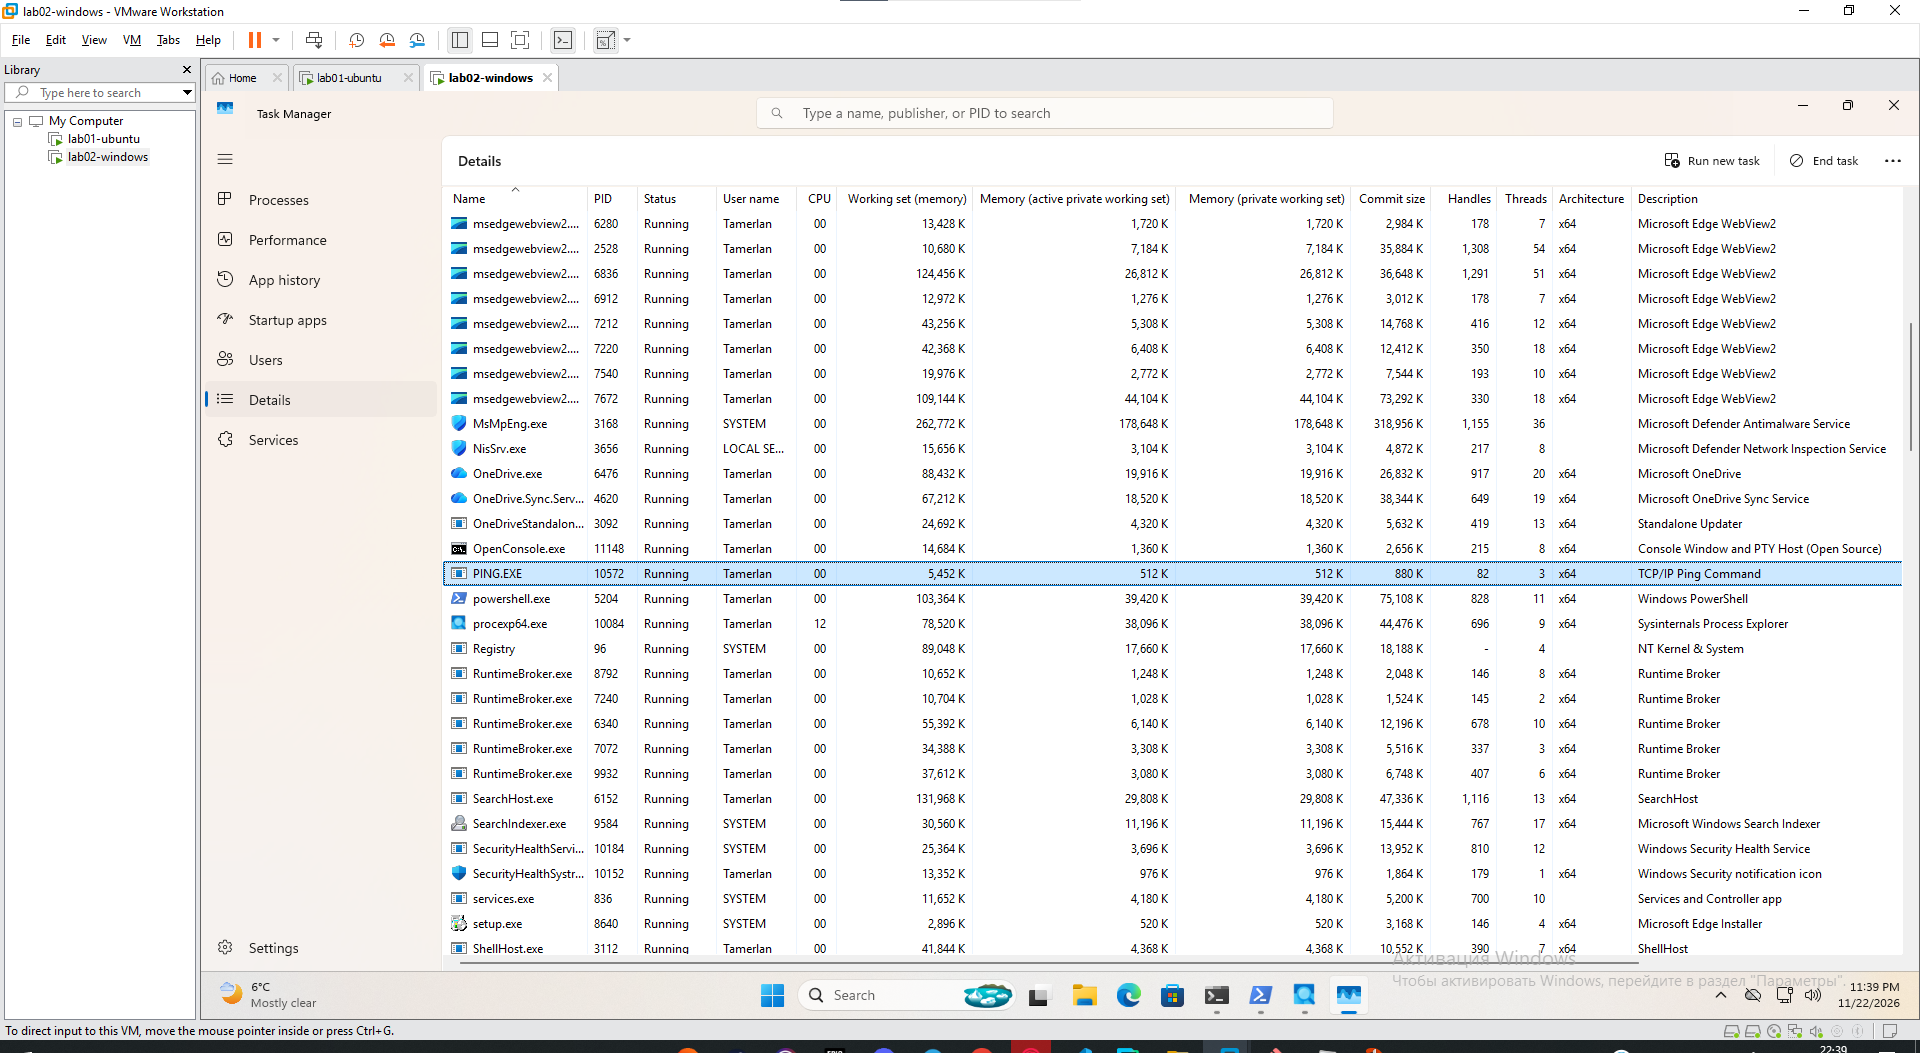 lab02-windows - VMware Workstation
File Edit View VM Tabs Help
Library
Home lab01-ubuntu lab02-windows
Type here to search
My Computer
lab01-ubuntu
lab02-windows
Task Manager
Type a name, publisher, or PID to search
Details
Run new task End task
Processes
Performance
App history
Startup apps
Users
Details
Services
Settings
Name PID Status User name CPU Working set (memory) Memory (active private working set) Memory (private working set) Commit size Handles Threads Architecture Description
msedgewebview2.... 6280 Running Tamerlan 00 13,428 K 1,720 K 1,720 K 2,984 K 178 7 x64 Microsoft Edge WebView2
msedgewebview2.... 2528 Running Tamerlan 00 10,680 K 7,184 K 7,184 K 35,884 K 1,308 54 x64 Microsoft Edge WebView2
msedgewebview2.... 6836 Running Tamerlan 00 124,456 K 26,812 K 26,812 K 36,648 K 1,291 51 x64 Microsoft Edge WebView2
msedgewebview2.... 6912 Running Tamerlan 00 12,972 K 1,276 K 1,276 K 3,012 K 178 7 x64 Microsoft Edge WebView2
msedgewebview2.... 7212 Running Tamerlan 00 43,256 K 5,308 K 5,308 K 14,768 K 416 12 x64 Microsoft Edge WebView2
msedgewebview2.... 7220 Running Tamerlan 00 42,368 K 6,408 K 6,408 K 12,412 K 350 18 x64 Microsoft Edge WebView2
msedgewebview2.... 7540 Running Tamerlan 00 19,976 K 2,772 K 2,772 K 7,544 K 193 10 x64 Microsoft Edge WebView2
msedgewebview2.... 7672 Running Tamerlan 00 109,144 K 44,104 K 44,104 K 73,292 K 330 18 x64 Microsoft Edge WebView2
MsMpEng.exe 3168 Running SYSTEM 00 262,772 K 178,648 K 178,648 K 318,956 K 1,155 36 Microsoft Defender Antimalware Service
NisSrv.exe 3656 Running LOCAL SE... 00 15,656 K 3,104 K 3,104 K 4,872 K 217 8 Microsoft Defender Network Inspection Service
OneDrive.exe 6476 Running Tamerlan 00 88,432 K 19,916 K 19,916 K 26,832 K 917 20 x64 Microsoft OneDrive
OneDrive.Sync.Serv... 4620 Running Tamerlan 00 67,212 K 18,520 K 18,520 K 38,344 K 649 19 x64 Microsoft OneDrive Sync Service
OneDriveStandalon... 3092 Running Tamerlan 00 24,692 K 4,320 K 4,320 K 5,632 K 419 13 x64 Standalone Updater
OpenConsole.exe 11148 Running Tamerlan 00 14,684 K 1,360 K 1,360 K 2,656 K 215 8 x64 Console Window and PTY Host (Open Source)
PING.EXE 10572 Running Tamerlan 00 5,452 K 512 K 512 K 880 K 82 3 x64 TCP/IP Ping Command
powershell.exe 5204 Running Tamerlan 00 103,364 K 39,420 K 39,420 K 75,108 K 828 11 x64 Windows PowerShell
procexp64.exe 10084 Running Tamerlan 12 78,520 K 38,096 K 38,096 K 44,476 K 696 9 x64 Sysinternals Process Explorer
Registry 96 Running SYSTEM 00 89,048 K 17,660 K 17,660 K 18,188 K - 4 NT Kernel & System
RuntimeBroker.exe 8792 Running Tamerlan 00 10,652 K 1,248 K 1,248 K 2,048 K 146 8 x64 Runtime Broker
RuntimeBroker.exe 7240 Running Tamerlan 00 10,704 K 1,028 K 1,028 K 1,524 K 145 2 x64 Runtime Broker
RuntimeBroker.exe 6340 Running Tamerlan 00 55,392 K 6,140 K 6,140 K 12,196 K 678 10 x64 Runtime Broker
RuntimeBroker.exe 7072 Running Tamerlan 00 34,388 K 3,308 K 3,308 K 5,516 K 337 3 x64 Runtime Broker
RuntimeBroker.exe 9932 Running Tamerlan 00 37,612 K 3,080 K 3,080 K 6,748 K 407 6 x64 Runtime Broker
SearchHost.exe 6152 Running Tamerlan 00 131,968 K 29,808 K 29,808 K 47,336 K 1,116 13 x64 SearchHost
SearchIndexer.exe 9584 Running SYSTEM 00 30,560 K 11,196 K 11,196 K 15,444 K 767 17 x64 Microsoft Windows Search Indexer
SecurityHealthServi... 10184 Running SYSTEM 00 25,364 K 3,696 K 3,696 K 13,952 K 810 12 Windows Security Health Service
SecurityHealthSystr... 10152 Running Tamerlan 00 13,352 K 976 K 976 K 1,864 K 179 1 x64 Windows Security notification icon
services.exe 836 Running SYSTEM 00 11,652 K 4,180 K 4,180 K 5,200 K 700 10 Services and Controller app
setup.exe 8640 Running SYSTEM 00 2,896 K 520 K 520 K 3,168 K 146 4 x64 Microsoft Edge Installer
ShellHost.exe 3112 Running Tamerlan 00 41,844 K 4,368 K 4,368 K 10,552 K 390 7 x64 ShellHost
Активация Windows
Чтобы активировать Windows, перейдите в раздел "Параметры".
6°C
Mostly clear
Search
11:39 PM
11/22/2026
To direct input to this VM, move the mouse pointer inside or press Ctrl+G.
22:39